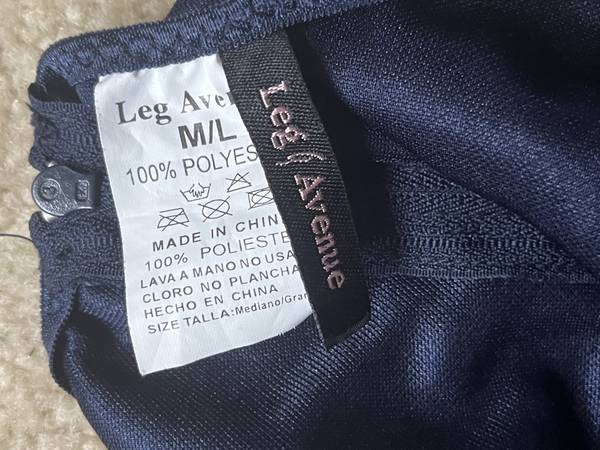 Leg Aven
M/L
100% POLYES
MADE IN CHIN
100% POLIESTE
LAVA A MANO NO USA
CLORO NO PLANCHA
HECHO EN CHINA
SIZE TALLA:Mediano/Gran
Leg Avenue